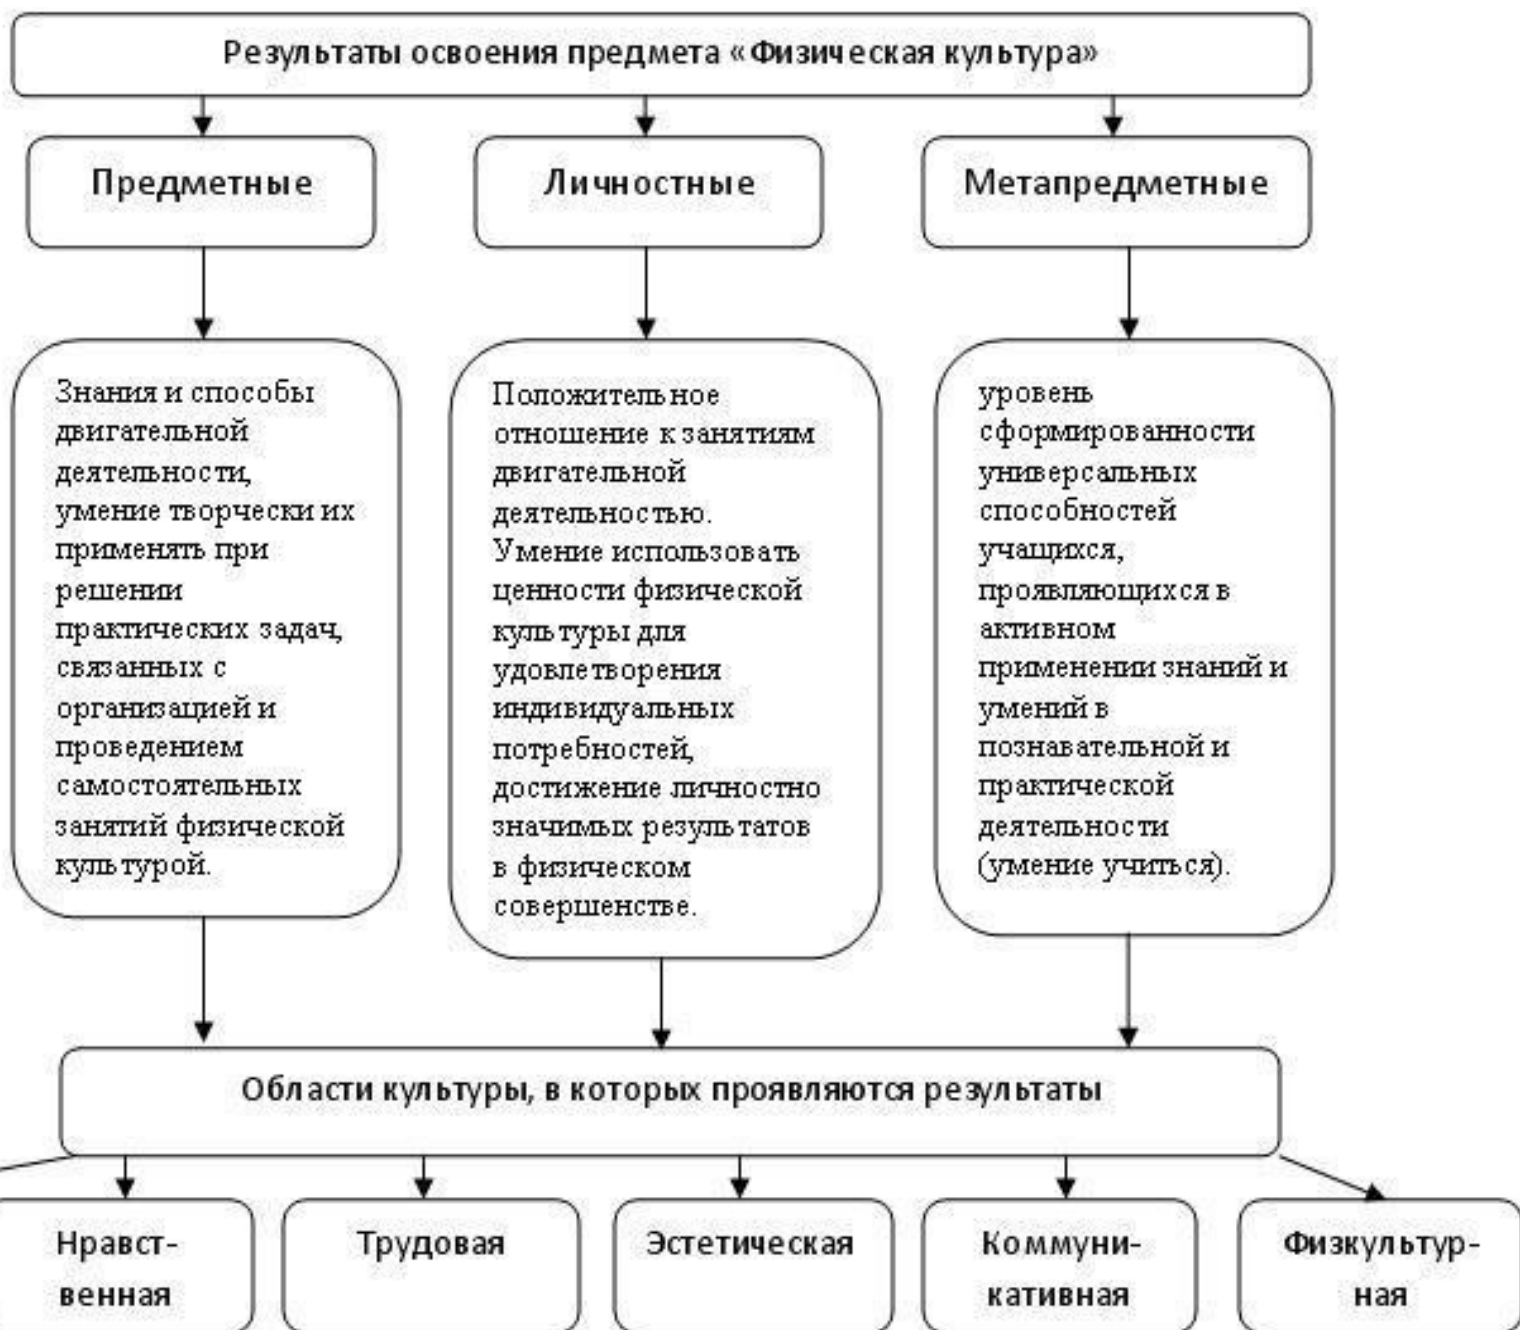 Результаты освоения предмета «Физическая культура»
Предметные
Личностные
Метапредметные
Знания и способы
двигательной
деятельности,
умение творчески их
применять при
решении
практических задач,
связанных с
организацией и
проведением
самостоятельных
занятий физической
культурой.
Положительное
отношение к занятиям
двигательной
деятельностью.
Умение использовать
ценности физической
культуры для
удовлетворения
индивидуальных
потребностей,
достижение личностно
значимых результатов
в физическом
совершенстве.
уровень
сформированности
универсальных
способностей
учащихся,
проявляющихся в
активном
применении знаний и
умений в
познавательной и
практической
деятельности
(умение учиться).
Области культуры, в которых проявляются результаты
Нравст-
венная
Трудовая
Эстетическая
Коммуни-
кативная
Физкультур-
ная